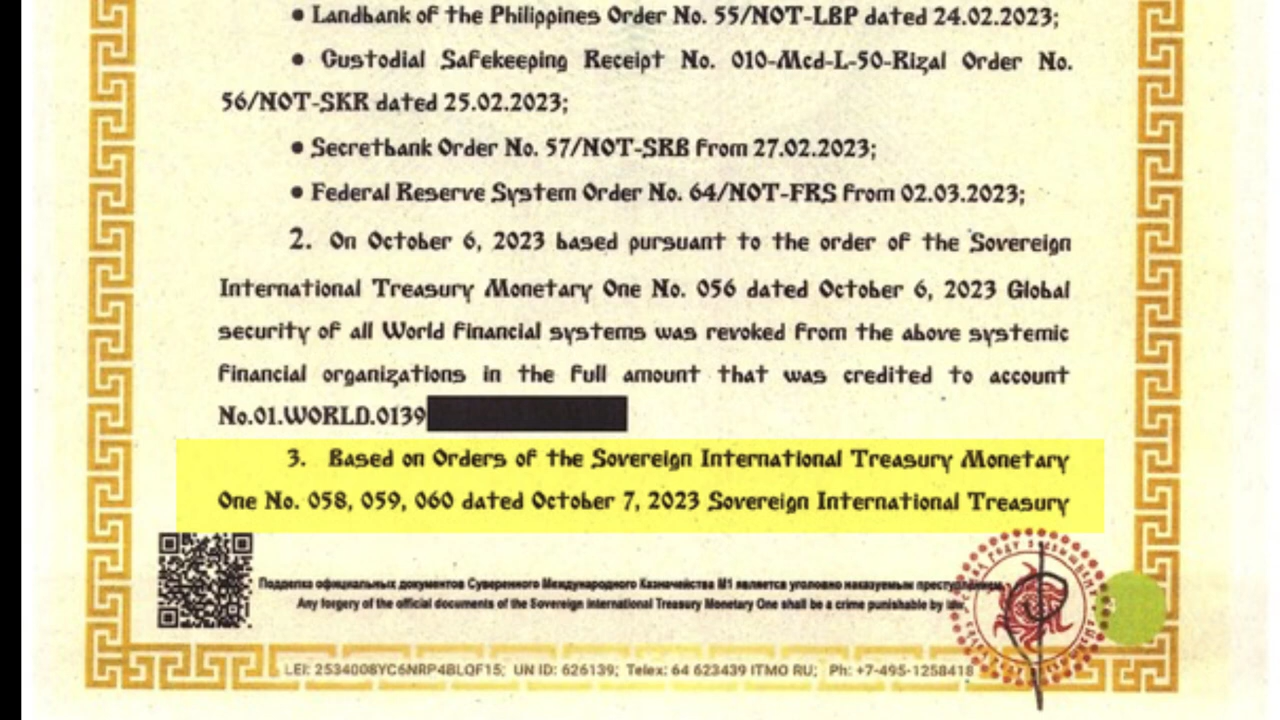 • Landbank of the Philippines Order No. 55/NOT-LBP dated 24.02.2023;
• Custodial Safekeeping Receipt No. 010-Mcd-L-50-Rizal Order No.
56/NOT-SKR dated 25.02.2023;
• Secretbank Order No. 57/NOT-SRB from 27.02.2023;
• Federal Reserve System Order No. 64/NOT-FRS from 02.03.2023;
2. On October 6, 2023 based pursuant to the order of the Sovereign
International Treasury Monetary One No. 056 dated October 6, 2023 Global
security of all World financial systems was revoked from the above systemic
financial organizations in the full amount that was credited to account
No.01.WORLD.0139
3. Based on Orders of the Sovereign International Treasury Monetary
One No. 058, 059, 060 dated October 7, 2023 Sovereign International Treasury
Подделка официальных документов Суверенного Международного Казначейства М1 является уголовно наказуемым преступлением.
Any forgery of the official documents of the Sovereign International Treasury Monetary One shall be a crime punishable by law.
LEI: 2534008YC6NRP4BLQF15; UN ID: 626139; Telex: 64 623439 ITMO RU; Ph: +7-495-1258418